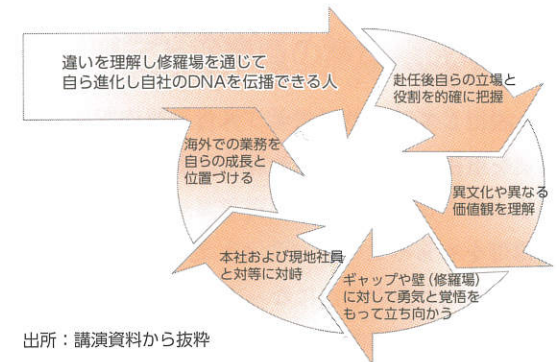 違いを理解し修羅場を通じて
自ら進化し自社のDNAを伝播できる人
赴任後自らの立場と
役割を的確に把握
異文化や異なる
価値観を理解
ギャップや壁（修羅場）
に対して勇気と覚悟を
もって立ち向かう
本社および現地社員
と対等に対峙
海外での業務を
自らの成長と
位置づける
出所：講演資料から抜粋